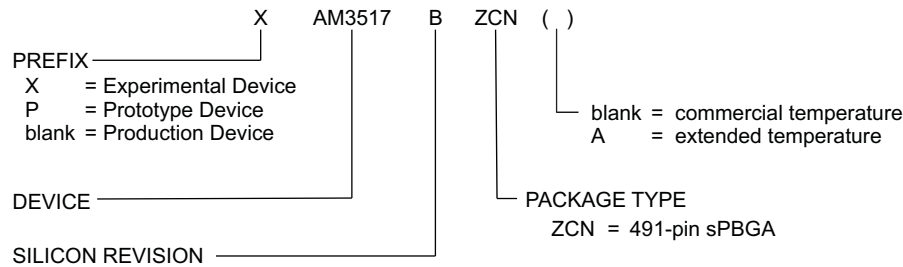 X AM3517 B ZCN ( )
PREFIX
X = Experimental Device
P = Prototype Device
blank = Production Device
blank = commercial temperature
A = extended temperature
DEVICE
PACKAGE TYPE
ZCN = 491-pin sPBGA
SILICON REVISION